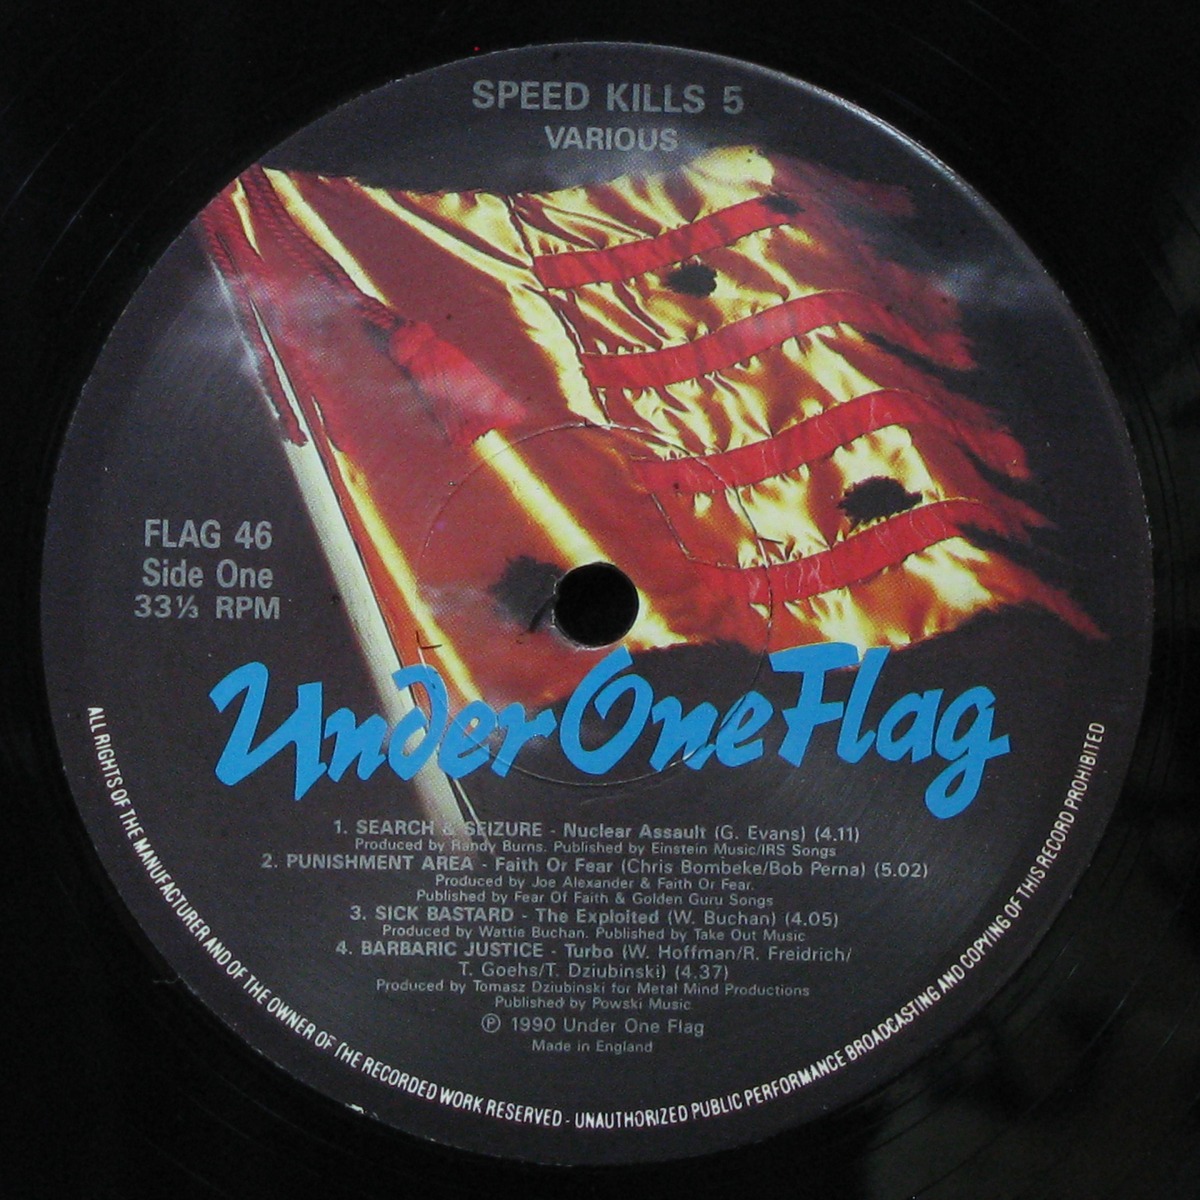 SPEED KILLS 5
VARIOUS
FLAG 46
Side One
33⅓ RPM
Under One Flag
1. SEARCH & SEIZURE - Nuclear Assault (G. Evans) (4.11)
Produced by Randy Burns. Published by Einstein Music/IRS Songs
2. PUNISHMENT AREA - Faith Or Fear (Chris Bombeke/Bob Perna) (5.02)
Produced by Joe Alexander & Faith Or Fear.
Published by Fear Of Faith & Golden Guru Songs
3. SICK BASTARD - The Exploited (W. Buchan) (4.05)
Produced by Wattie Buchan. Published by Take Out Music
4. BARBARIC JUSTICE - Turbo (W. Hoffman/R. Freidrich/
T. Goehs/T. Dziubinski) (4.37)
Produced by Tomasz Dziubinski for Metal Mind Productions
Published by Powski Music
℗ 1990 Under One Flag
Made in England
ALL RIGHTS OF THE MANUFACTURER AND OF THE OWNER OF THE RECORDED WORK RESERVED - UNAUTHORIZED PUBLIC PERFORMANCE BROADCASTING AND COPYING OF THIS RECORD PROHIBITED